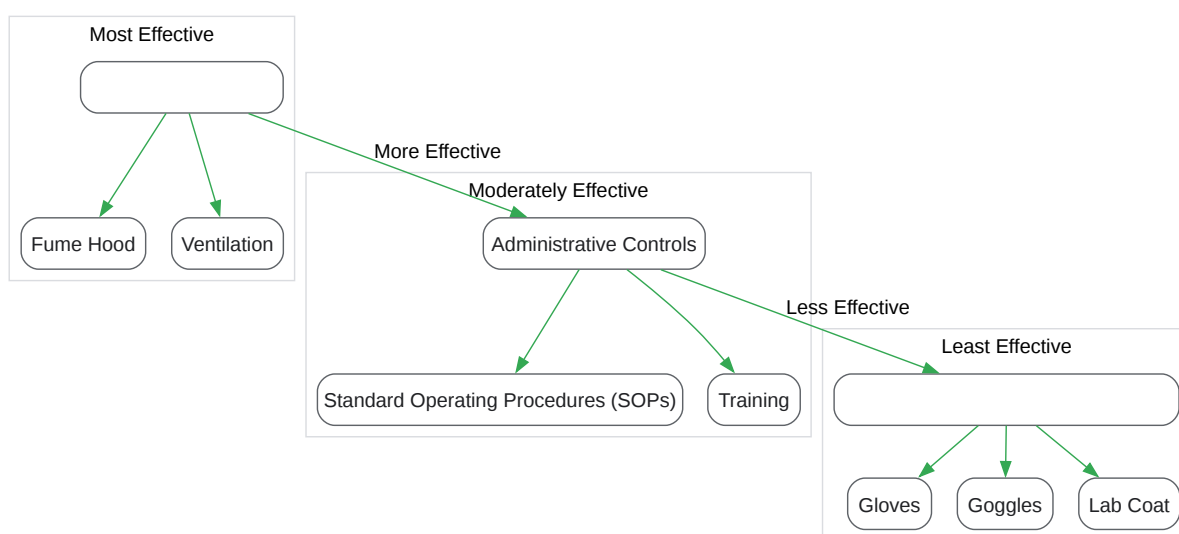 Most Effective
More Effective
Moderately Effective
Fume Hood
Ventilation
Administrative Controls
Less Effective
Least Effective
Standard Operating Procedures (SOPs)
Training
Gloves
Goggles
Lab Coat